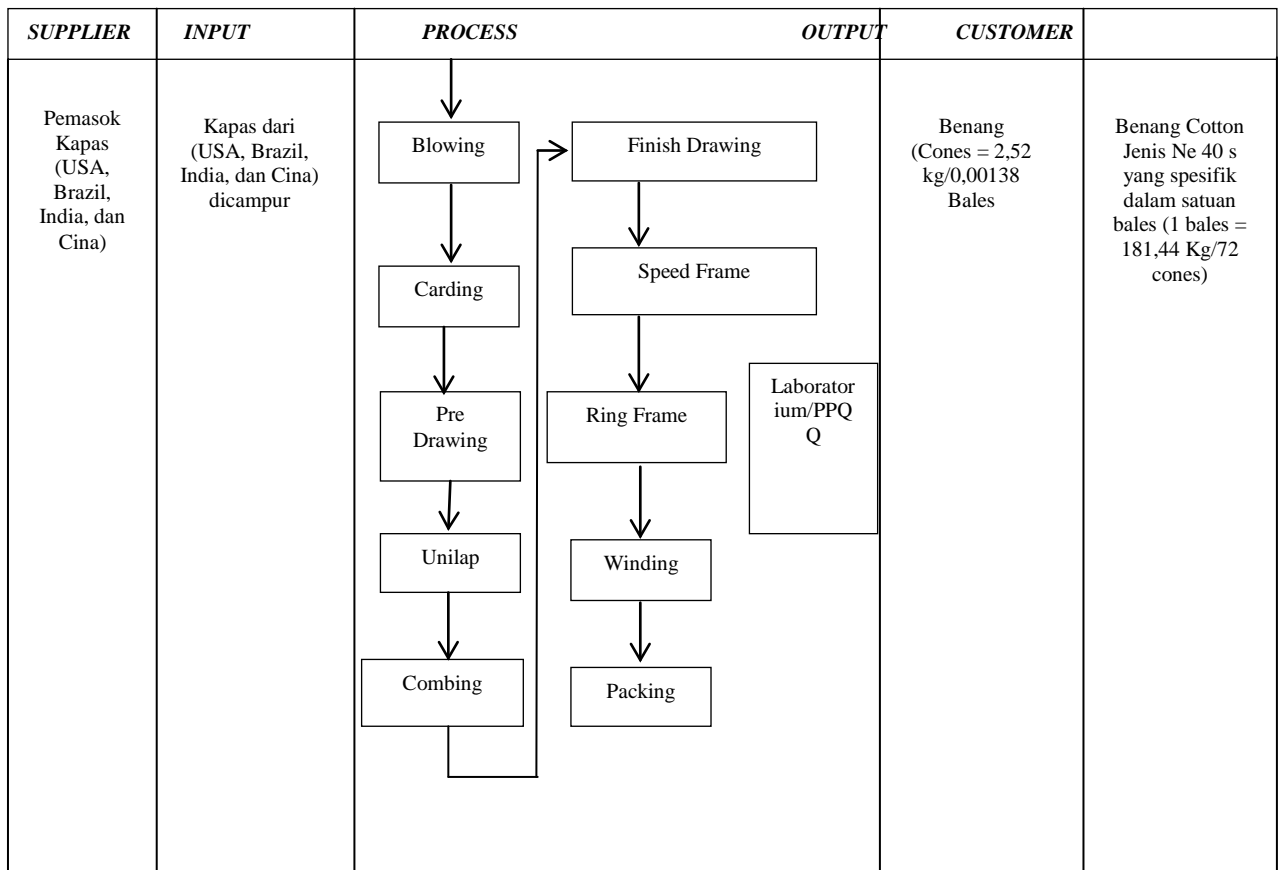 SUPPLIER INPUT PROCESS OUTPUT CUSTOMER
Pemasok
Kapas
(USA,
Brazil,
India, dan
Cina)
Kapas dari
(USA, Brazil,
India, dan Cina)
dicampur
Blowing
Carding
Pre
Drawing
Unilap
Combing
Finish Drawing
Speed Frame
Ring Frame
Winding
Packing
Laborator
ium/PPQ
Q
Benang
(Cones = 2,52
kg/0,00138
Bales
Benang Cotton
Jenis Ne 40 s
yang spesifik
dalam satuan
bales (1 bales =
181,44 Kg/72
cones)